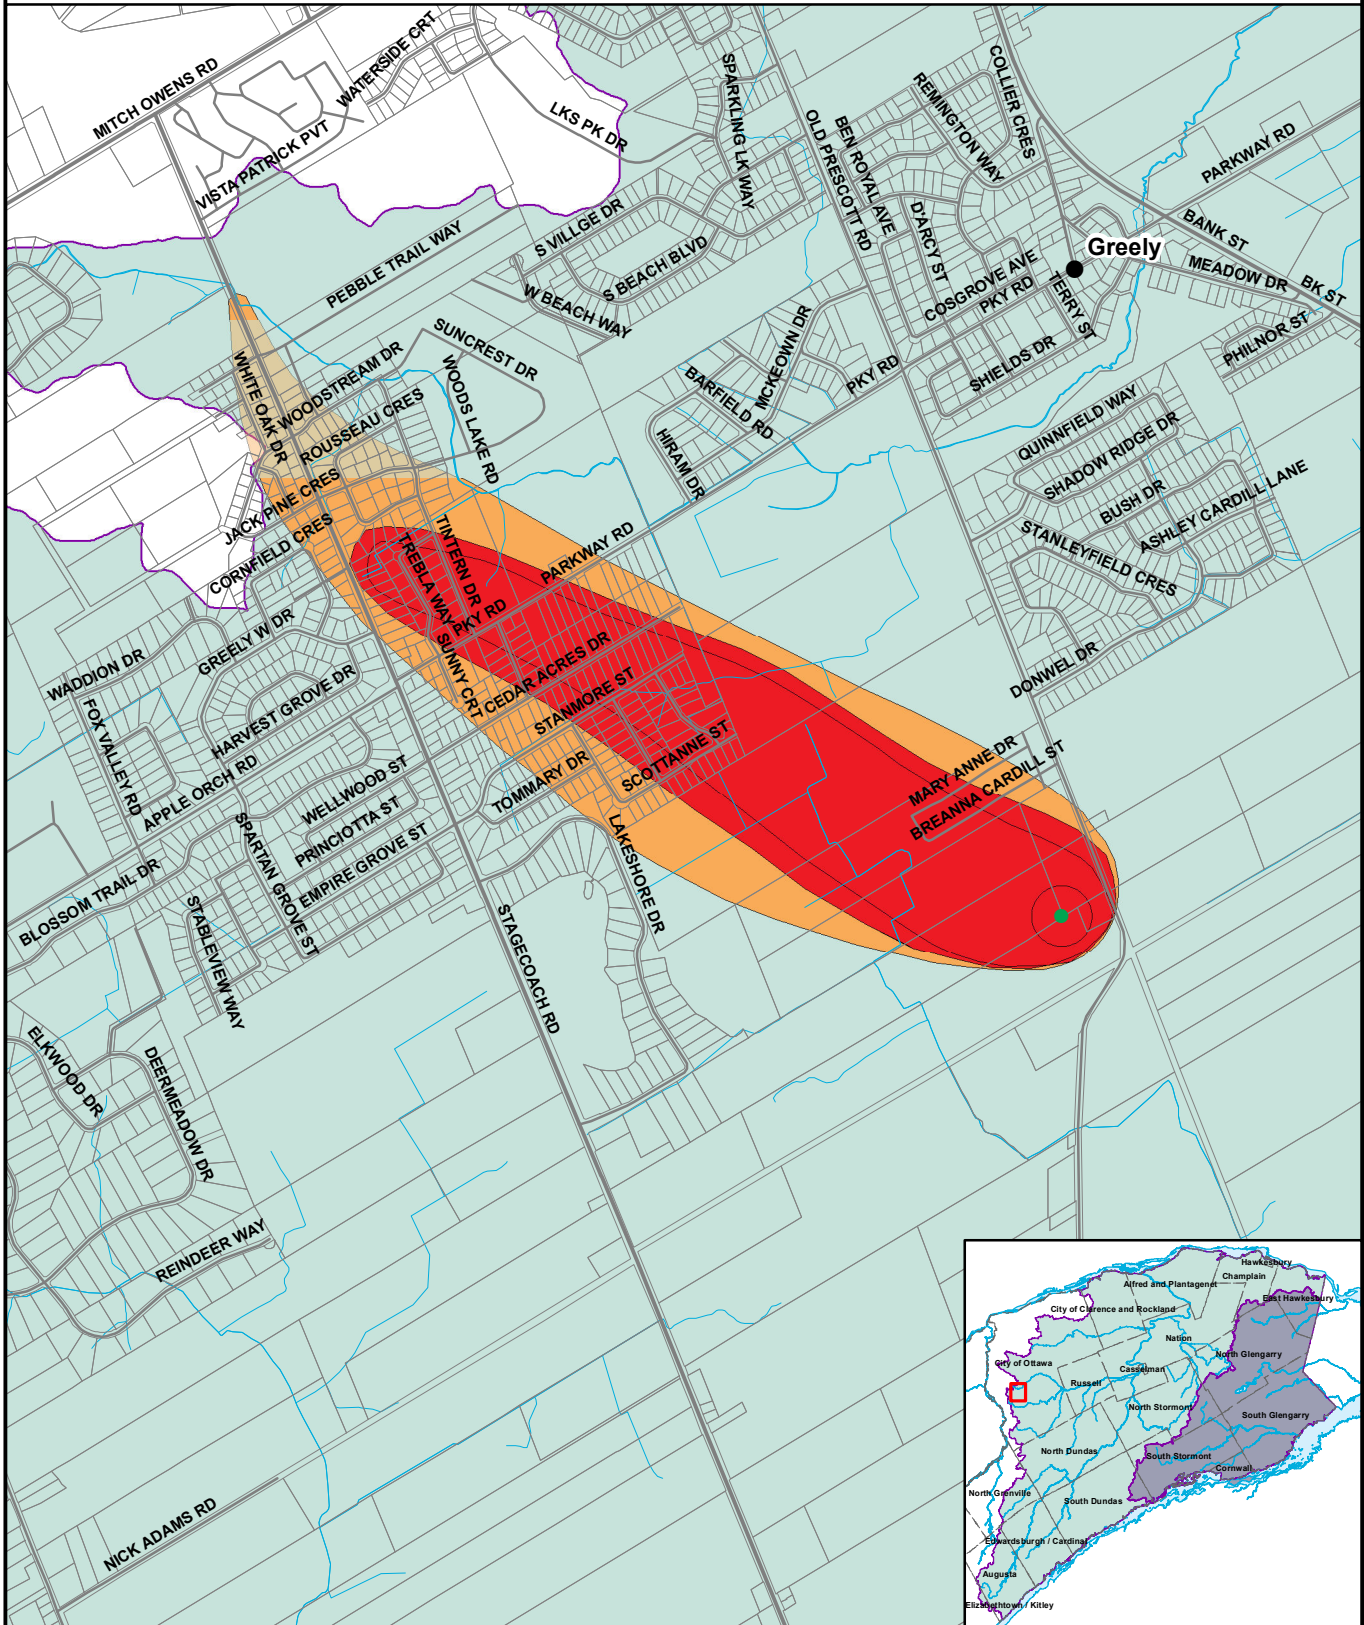 MITCH OWENS RD
WATERSIDE CRT
VISTA PATRICK PVT
LKS PK DR
SPARKLING LK WAY
OLD PRESCOTT RD
BEN ROYAL AVE
REMINGTON WAY
COLLIER CRES
PARKWAY RD
BANK ST
Greely
MEADOW DR
BK ST
D'ARCY ST
S VILLGE DR
S BEACH BLVD
W BEACH WAY
PEBBLE TRAIL WAY
COSGROVE AVE
PKY RD
TERRY ST
PHILNOR ST
SHIELDS DR
SUNCREST DR
WOODS LAKE RD
WOODSTREAM DR
WHITE OAK DR
ROUSSEAU CRES
MCKEOWN DR
BARFIELD RD
PKY RD
HIRAM DR
QUINNFIELD WAY
SHADOW RIDGE DR
BUSH DR
ASHLEY CARDILL LANE
STANLEYFIELD CRES
JACK PINE CRES
CORNFIELD CRES
TINTERN DR
TREBLA WAY
PARKWAY RD
PKY RD
SUNNY CRT
CEDAR ACRES DR
STANMORE ST
SCOTTANNE ST
TOMMARY DR
DONWEL DR
MARY ANNE DR
BREANNA CARDILL ST
GREELY W DR
WADDION DR
FOX VALLEY RD
HARVEST GROVE DR
APPLE ORCH RD
WELLWOOD ST
PRINCIOTTA ST
EMPIRE GROVE ST
SPARTAN GROVE ST
BLOSSOM TRAIL DR
STABLEVIEW WAY
LAKESHORE DR
STAGECOACH RD
ELKWOOD DR
DEERMEADOW DR
REINDEER WAY
NICK ADAMS RD
Hawkesbury
Champlain
Alfred and Plantagenet
East Hawkesbury
City of Clarence and Rockland
Nation
North Glengarry
City of Ottawa
Casselman
Russell
North Stormont
South Glengarry
North Dundas
South Stormont
Cornwall
North Grenville
South Dundas
Edwardsburgh / Cardinal
Augusta
Elizabethtown / Kitley